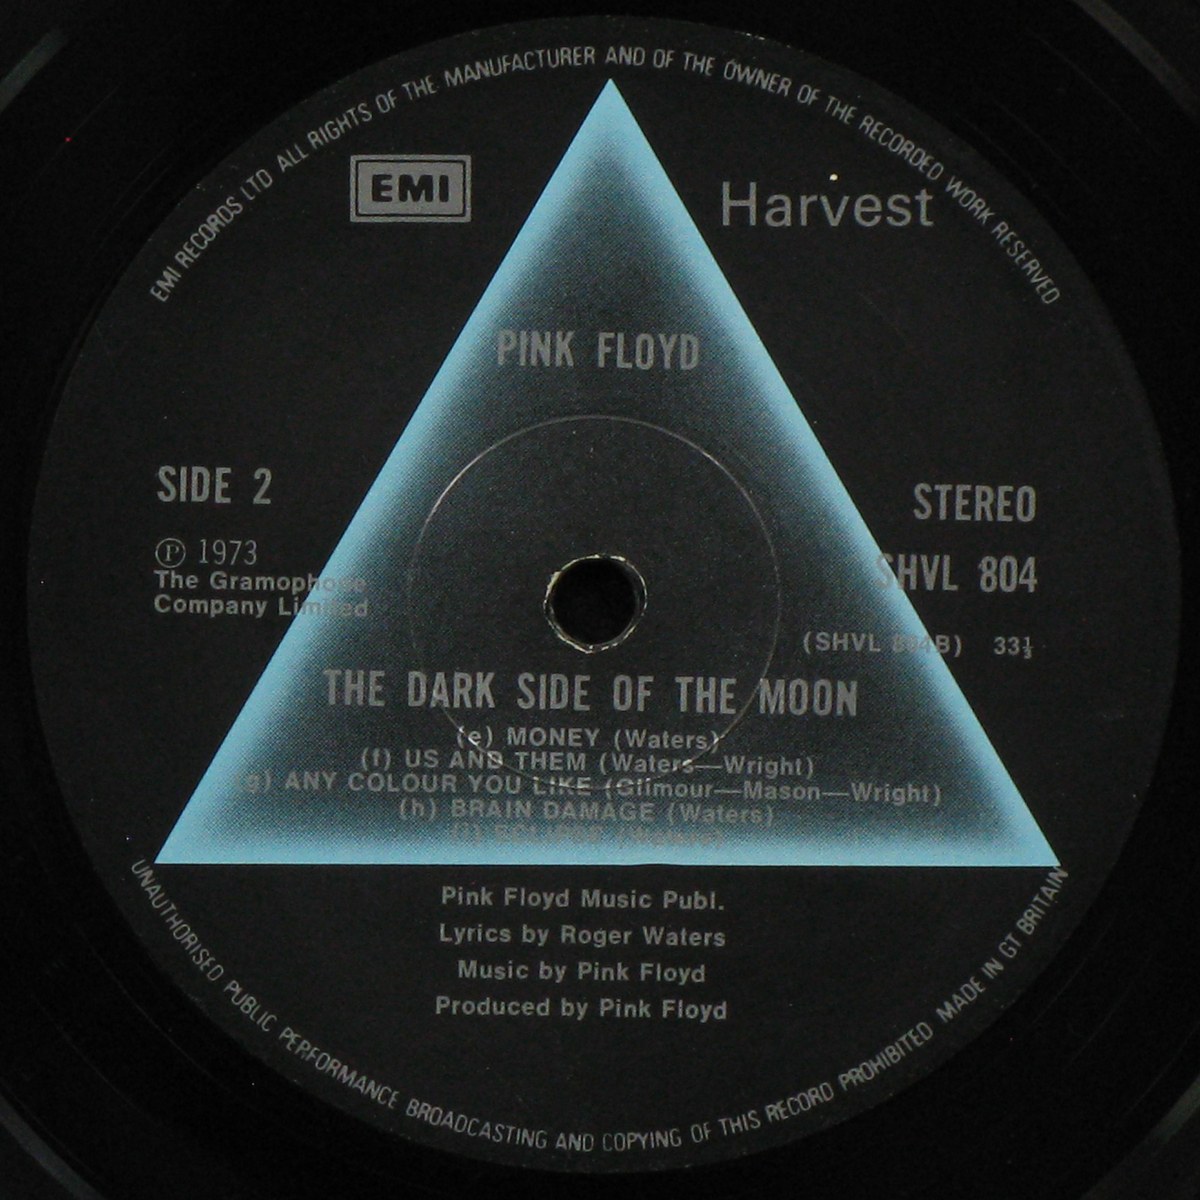 EMI RECORDS LTD ALL RIGHTS OF THE MANUFACTURER AND OF THE OWNER OF THE RECORDED WORK RESERVED
EMI
Harvest
PINK FLOYD
SIDE 2
STEREO
Ⓟ 1973
The Gramophone
Company Limited
SHVL 804
(SHVL 804B) 33⅓
THE DARK SIDE OF THE MOON
(e) MONEY (Waters)
(f) US AND THEM (Waters—Wright)
(g) ANY COLOUR YOU LIKE (Gilmour—Mason—Wright)
(h) BRAIN DAMAGE (Waters)
(i) ECLIPSE (Waters)
Pink Floyd Music Publ.
Lyrics by Roger Waters
Music by Pink Floyd
Produced by Pink Floyd
UNAUTHORISED PUBLIC PERFORMANCE BROADCASTING AND COPYING OF THIS RECORD PROHIBITED MADE IN GT BRITAIN